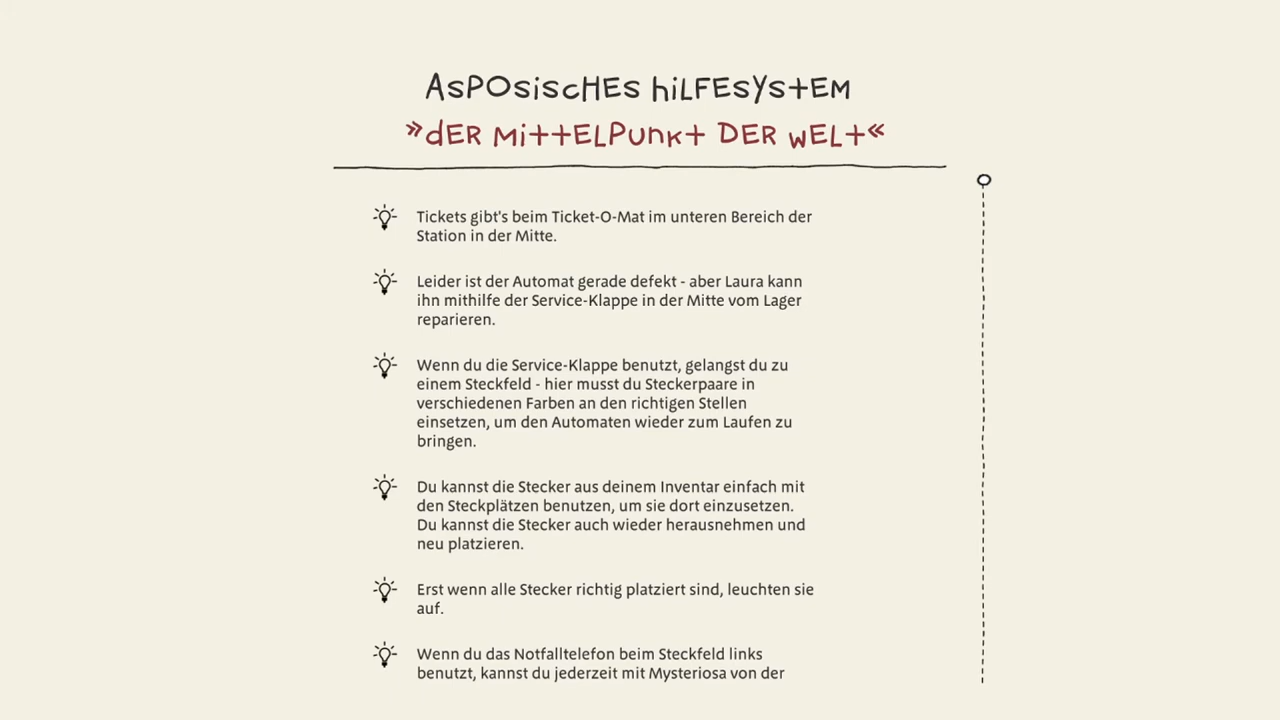 Asposisches Hilfesystem
»Der Mittelpunkt der Welt«
Tickets gibt's beim Ticket-O-Mat im unteren Bereich der
Station in der Mitte.
Leider ist der Automat gerade defekt - aber Laura kann
ihn mithilfe der Service-Klappe in der Mitte vom Lager
reparieren.
Wenn du die Service-Klappe benutzt, gelangst du zu
einem Steckfeld - hier musst du Steckerpaare in
verschiedenen Farben an den richtigen Stellen
einsetzen, um den Automaten wieder zum Laufen zu
bringen.
Du kannst die Stecker aus deinem Inventar einfach mit
den Steckplätzen benutzen, um sie dort einzusetzen.
Du kannst die Stecker auch wieder herausnehmen und
neu platzieren.
Erst wenn alle Stecker richtig platziert sind, leuchten sie
auf.
Wenn du das Notfalltelefon beim Steckfeld links
benutzt, kannst du jederzeit mit Mysteriosa von der